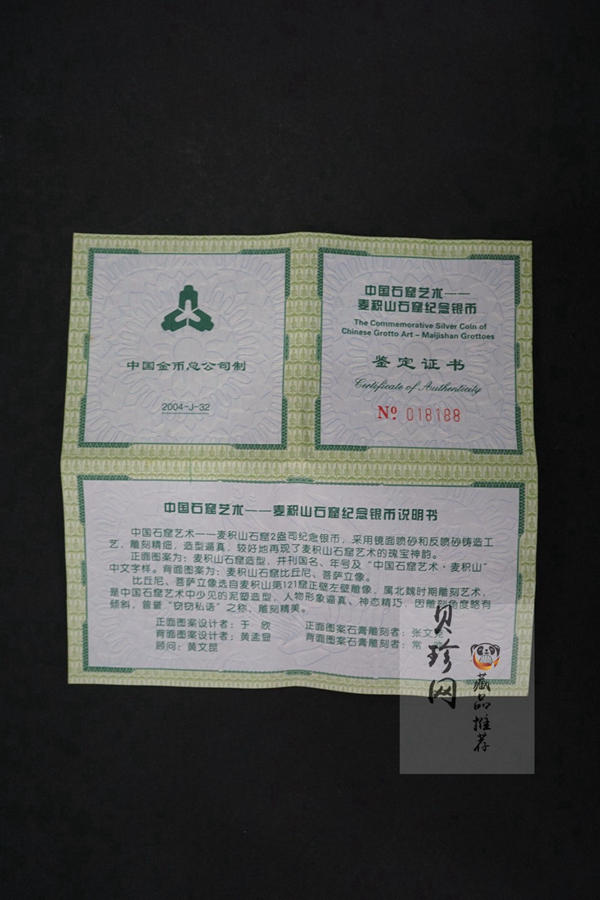 中国金币总公司制
2004-J-32
中国石窟艺术——
麦积山石窟纪念银币
The Commemorative Silver Coin of
Chinese Grotto Art - Maijishan Grottoes
鉴定证书
Certificate of Authenticity
No 018188
中国石窟艺术——麦积山石窟纪念银币说明书
中国石窟艺术——麦积山石窟2盎司纪念银币，采用镜面喷砂和反喷砂铸造工
艺，雕刻精细，造型逼真，较好地再现了麦积山石窟艺术的瑰宝神韵。
正面图案为：麦积山石窟造型，并刊国名、年号及“中国石窟艺术·麦积山”
中文字样。背面图案为：麦积山石窟比丘尼、菩萨立像。
比丘尼、菩萨立像选自麦积山第121窟正壁左壁雕像，属北魏时期雕刻艺术，
是中国石窟艺术中少见的泥塑造型，人物形象逼真、神态精巧，因雕刻角度略有
倾斜，曾景“窃窃私语”之称、雕刻精美。
正面图案设计者：于 欣 正面图案石膏雕刻者：张文
背面图案设计者：黄孟登 背面图案石膏雕刻者：常
顾问：黄文昆
贝珍网
藏品推荐